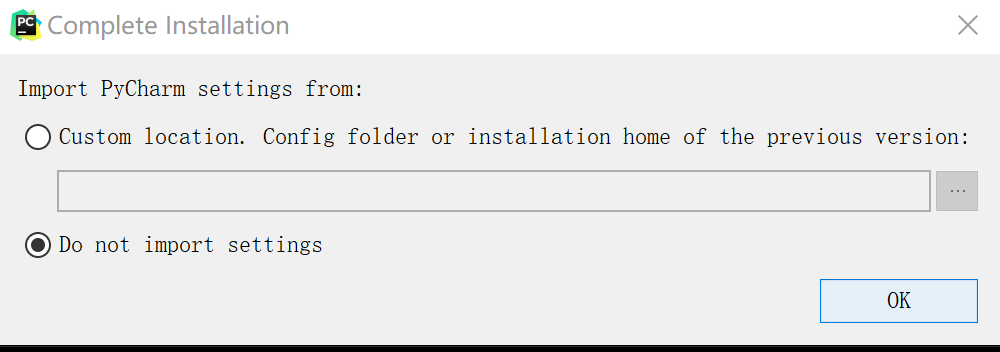 PC
Complete Installation
Import PyCharm settings from:
Custom location. Config folder or installation home of the previous version:
...
Do not import settings
OK